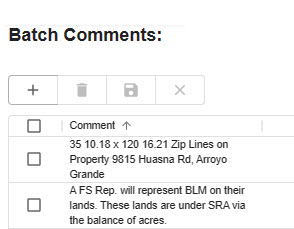 Batch Comments:
Comment ↑
35 10.18 x 120 16.21 Zip Lines on
Property 9815 Huasna Rd, Arroyo
Grande
A FS Rep. will represent BLM on their
lands. These lands are under SRA via
the balance of acres.